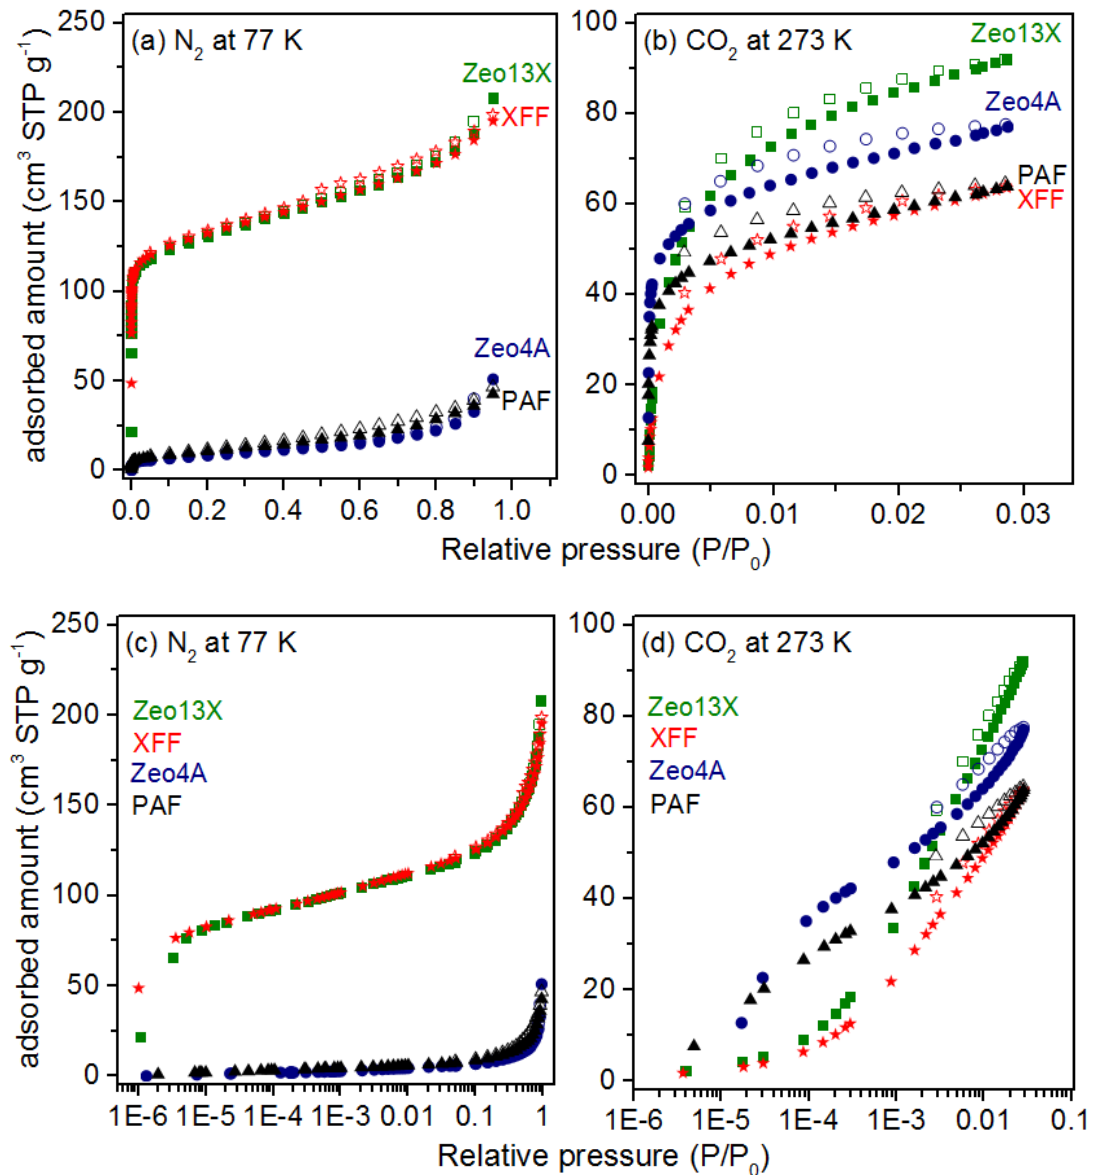 (a) N₂ at 77 K
Zeo13X
XFF
Zeo4A
PAF
250
200
150
100
50
0
0.0 0.2 0.4 0.6 0.8 1.0
(b) CO₂ at 273 K
Zeo13X
Zeo4A
PAF
XFF
100
80
60
40
20
0
0.00 0.01 0.02 0.03
adsorbed amount (cm³ STP g⁻¹)
Relative pressure (P/P₀)
(c) N₂ at 77 K
Zeo13X
XFF
Zeo4A
PAF
250
200
150
100
50
0
1E-6 1E-5 1E-4 1E-3 0.01 0.1 1
(d) CO₂ at 273 K
Zeo13X
XFF
Zeo4A
PAF
100
80
60
40
20
0
1E-6 1E-5 1E-4 1E-3 0.01 0.1
adsorbed amount (cm³ STP g⁻¹)
Relative pressure (P/P₀)